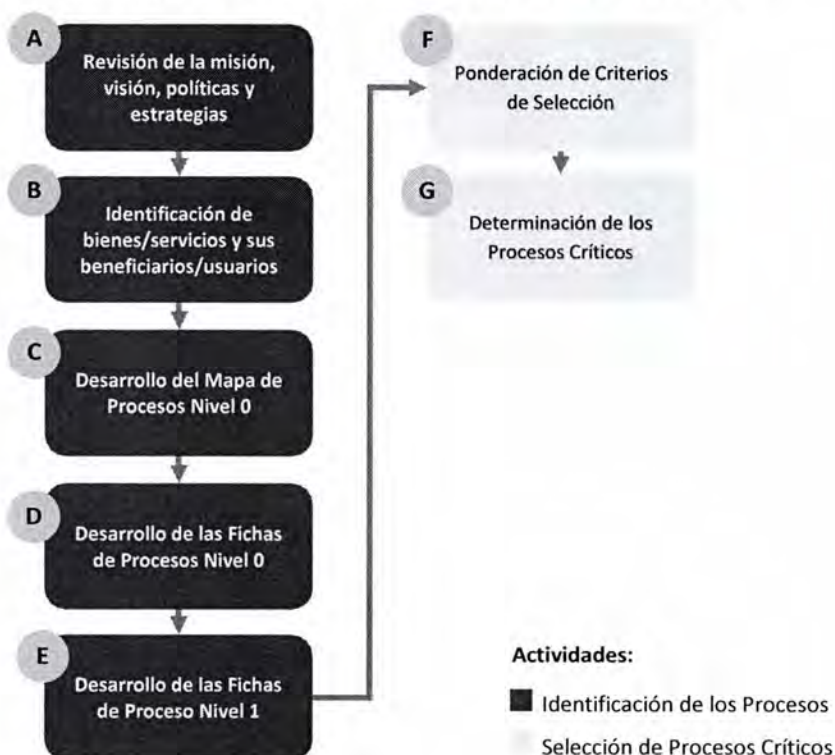 A
Revisión de la misión,
visión, políticas y
estrategias
B
Identificación de
bienes/servicios y sus
beneficiarios/usuarios
C
Desarrollo del Mapa de
Procesos Nivel 0
D
Desarrollo de las Fichas
de Procesos Nivel 0
E
Desarrollo de las Fichas
de Proceso Nivel 1
F
Ponderación de Criterios
de Selección
G
Determinación de los
Procesos Críticos
Actividades:
Identificación de los Procesos
Selección de Procesos Críticos